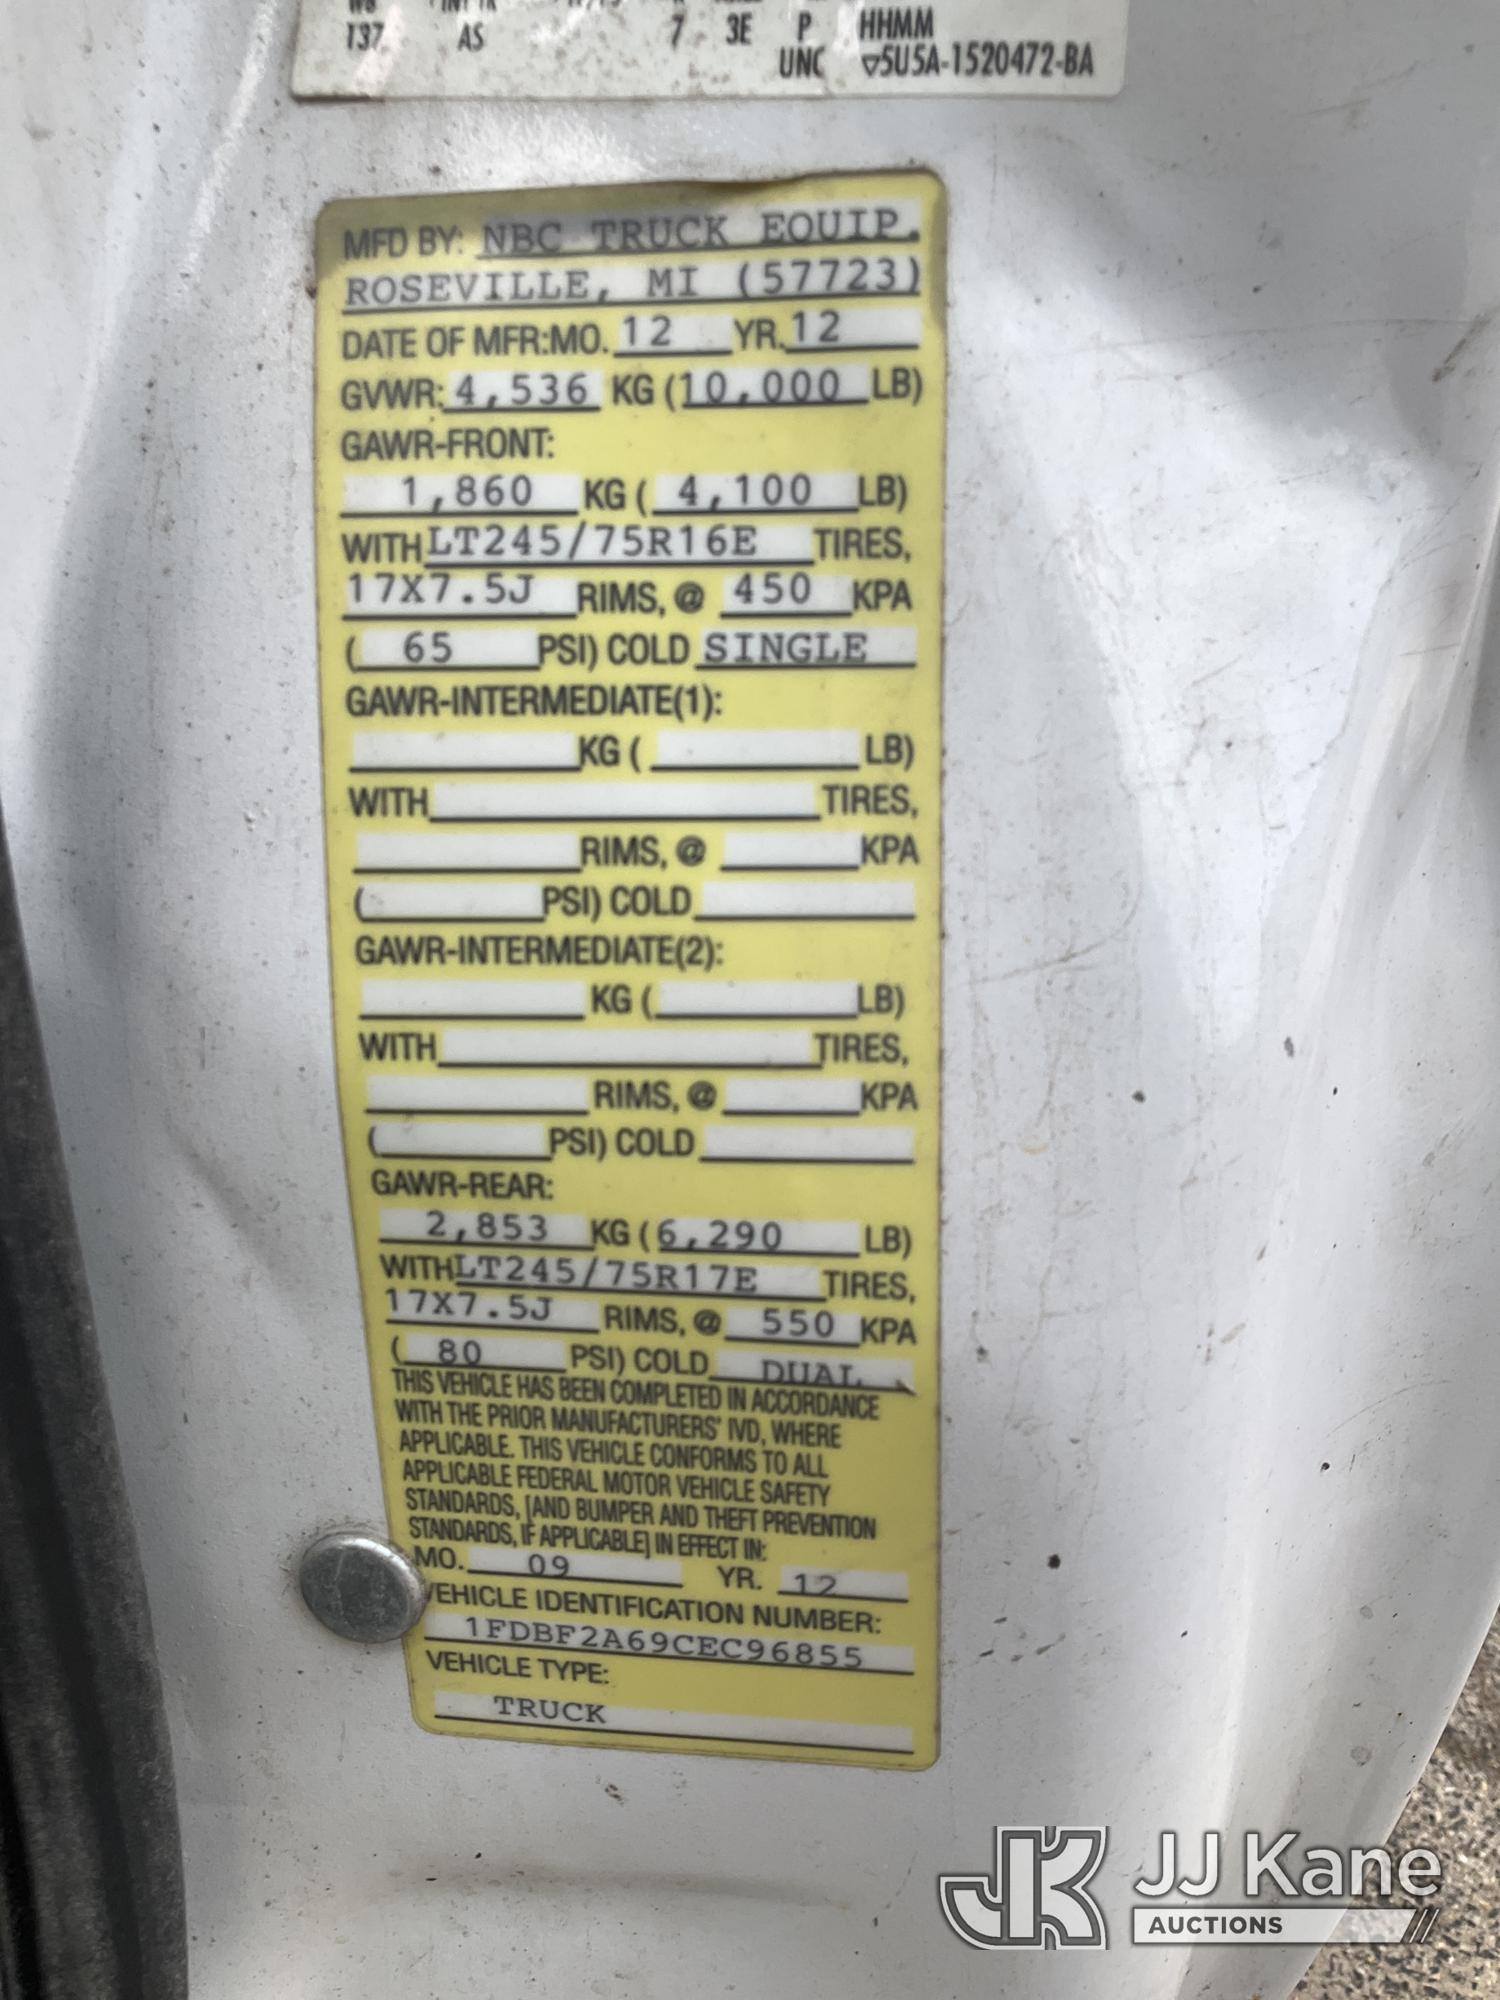 137 AS 7 3E P HHMM
UNC ▽5U5A-1520472-BA
MFD BY: NBC TRUCK EQUIP.
ROSEVILLE, MI (57723)
DATE OF MFR:MO. 12 YR. 12
GVWR: 4,536 KG (10,000 LB)
GAWR-FRONT:
1,860 KG ( 4,100 LB)
WITH LT245/75R16E TIRES,
17X7.5J RIMS, @ 450 KPA
( 65 PSI) COLD SINGLE
GAWR-INTERMEDIATE(1):
KG ( LB)
WITH TIRES,
RIMS, @ KPA
( PSI) COLD
GAWR-INTERMEDIATE(2):
KG ( LB)
WITH TIRES,
RIMS, @ KPA
( PSI) COLD
GAWR-REAR:
2,853 KG (6,290 LB)
WITH LT245/75R17E TIRES,
17X7.5J RIMS, @ 550 KPA
( 80 PSI) COLD DUAL
THIS VEHICLE HAS BEEN COMPLETED IN ACCORDANCE
WITH THE PRIOR MANUFACTURERS' IVD, WHERE
APPLICABLE. THIS VEHICLE CONFORMS TO ALL
APPLICABLE FEDERAL MOTOR VEHICLE SAFETY
STANDARDS, [AND BUMPER AND THEFT PREVENTION
STANDARDS, IF APPLICABLE] IN EFFECT IN:
MO. 09 YR. 12
VEHICLE IDENTIFICATION NUMBER:
1FDBF2A69CEC96855
VEHICLE TYPE:
TRUCK
JK JJ Kane
AUCTIONS